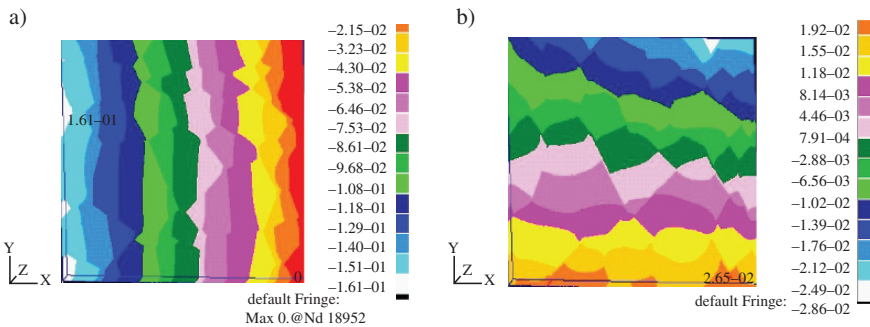 a)
−2.15–02
−3.23–02
−4.30–02
−5.38–02
−6.46–02
−7.53–02
−8.61–02
−9.68–02
−1.08–01
−1.18–01
−1.29–01
−1.40–01
−1.51–01
−1.61–01
1.61–01
0
Y
Z
X
default Fringe:
Max 0.@Nd 18952
b)
1.92–02
1.55–02
1.18–02
8.14–03
4.46–03
7.91–04
−2.88–03
−6.56–03
−1.02–02
−1.39–02
−1.76–02
−2.12–02
−2.49–02
−2.86–02
2.65–02
Y
Z
X
default Fringe: